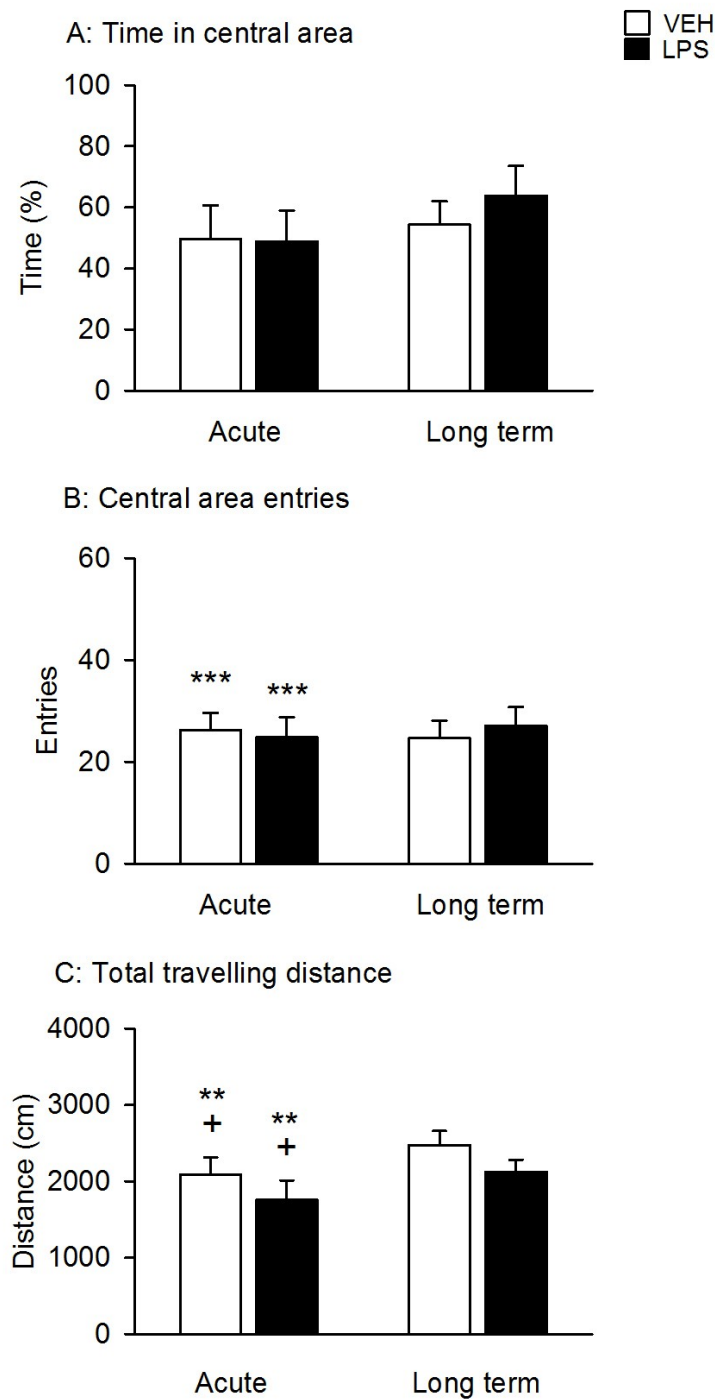 A: Time in central area
VEH
LPS
100
80
60
40
20
0
Time (%)
Acute Long term
B: Central area entries
60
40
20
0
Entries
*** ***
Acute Long term
C: Total travelling distance
4000
3000
2000
1000
0
Distance (cm)
** **
+ +
Acute Long term